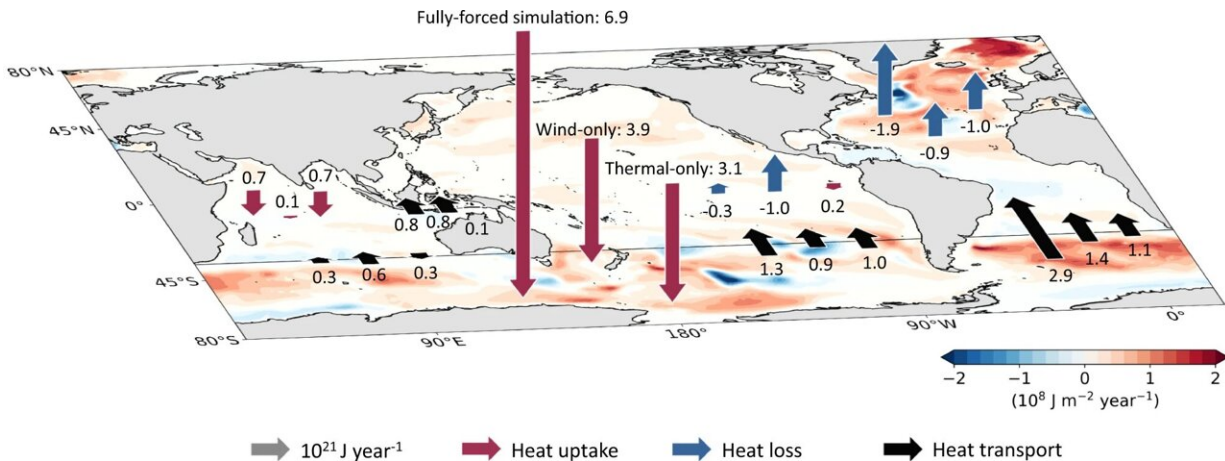 Fully-forced simulation: 6.9
80°N
Wind-only: 3.9
-1.9
-1.0
45°N
-0.9
Thermal-only: 3.1
0.7
0.7
0.1
-0.3
-1.0
0.2
0°
0.8
0.8
0.1
0.3
0.6
0.3
1.3
0.9
1.0
2.9
1.4
1.1
45°S
80°S
90°E
180°
90°W
0°
−2 −1 0 1 2
(10⁸ J m⁻² year⁻¹)
10²¹ J year⁻¹ Heat uptake Heat loss Heat transport